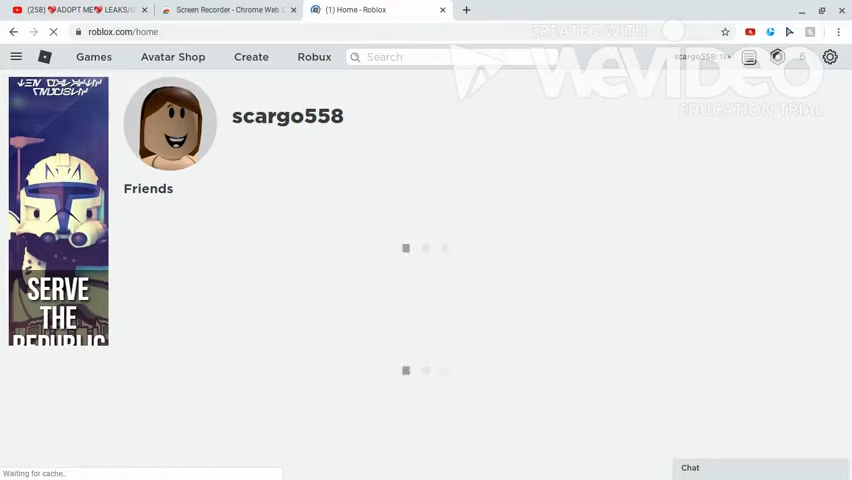 (258) 💖ADOPT ME💖 LEAKS/G
Screen Recorder - Chrome Web S
(1) Home - Roblox
roblox.com/home
CREATED WITH
Games
Avatar Shop
Create
Robux
Search
6
WeVideo
EDUCATION TRIAL
scargo558
Friends
SERVE
THE
REPUBLIC
Waiting for cache..
Chat